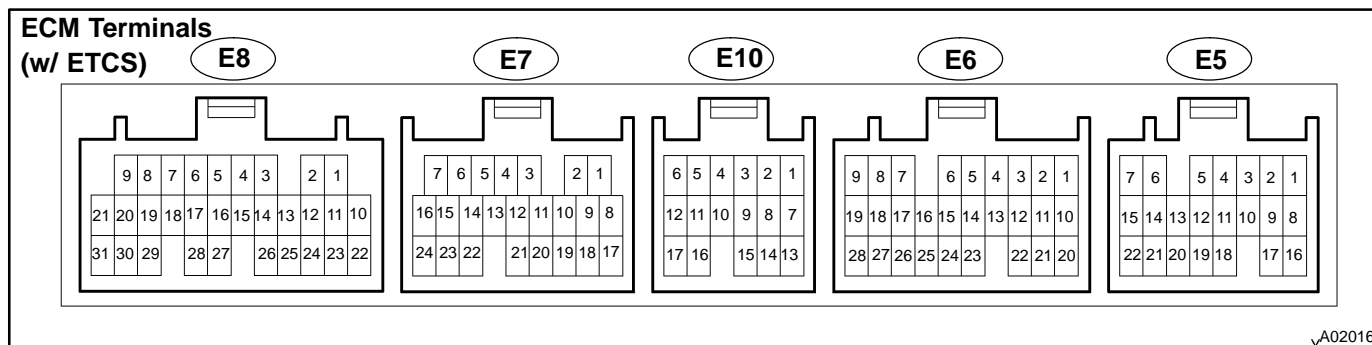 ECM Terminals
(w/ ETCS)
E8 E7 E10 E6 E5
9 8 7 6 5 4 3 2 1
21 20 19 18 17 16 15 14 13 12 11 10
31 30 29 28 27 26 25 24 23 22
7 6 5 4 3 2 1
16 15 14 13 12 11 10 9 8
24 23 22 21 20 19 18 17
6 5 4 3 2 1
12 11 10 9 8 7
17 16 15 14 13
9 8 7 6 5 4 3 2 1
19 18 17 16 15 14 13 12 11 10
28 27 26 25 24 23 22 21 20
7 6 5 4 3 2 1
15 14 13 12 11 10 9 8
22 21 20 19 18 17 16
A02016